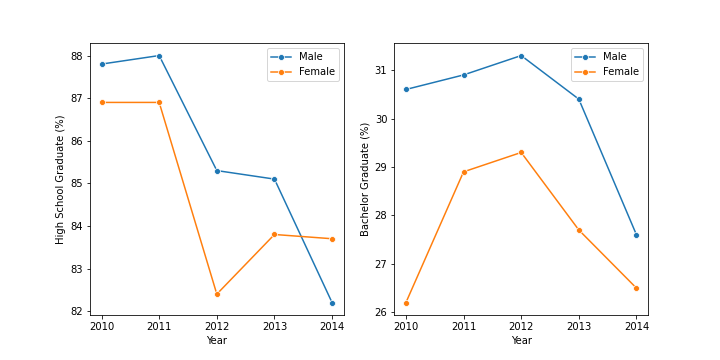 High School Graduate (%)
88
87
86
85
84
83
82
2010 2011 2012 2013 2014
Year
Male
Female
Bachelor Graduate (%)
31
30
29
28
27
26
2010 2011 2012 2013 2014
Year
Male
Female